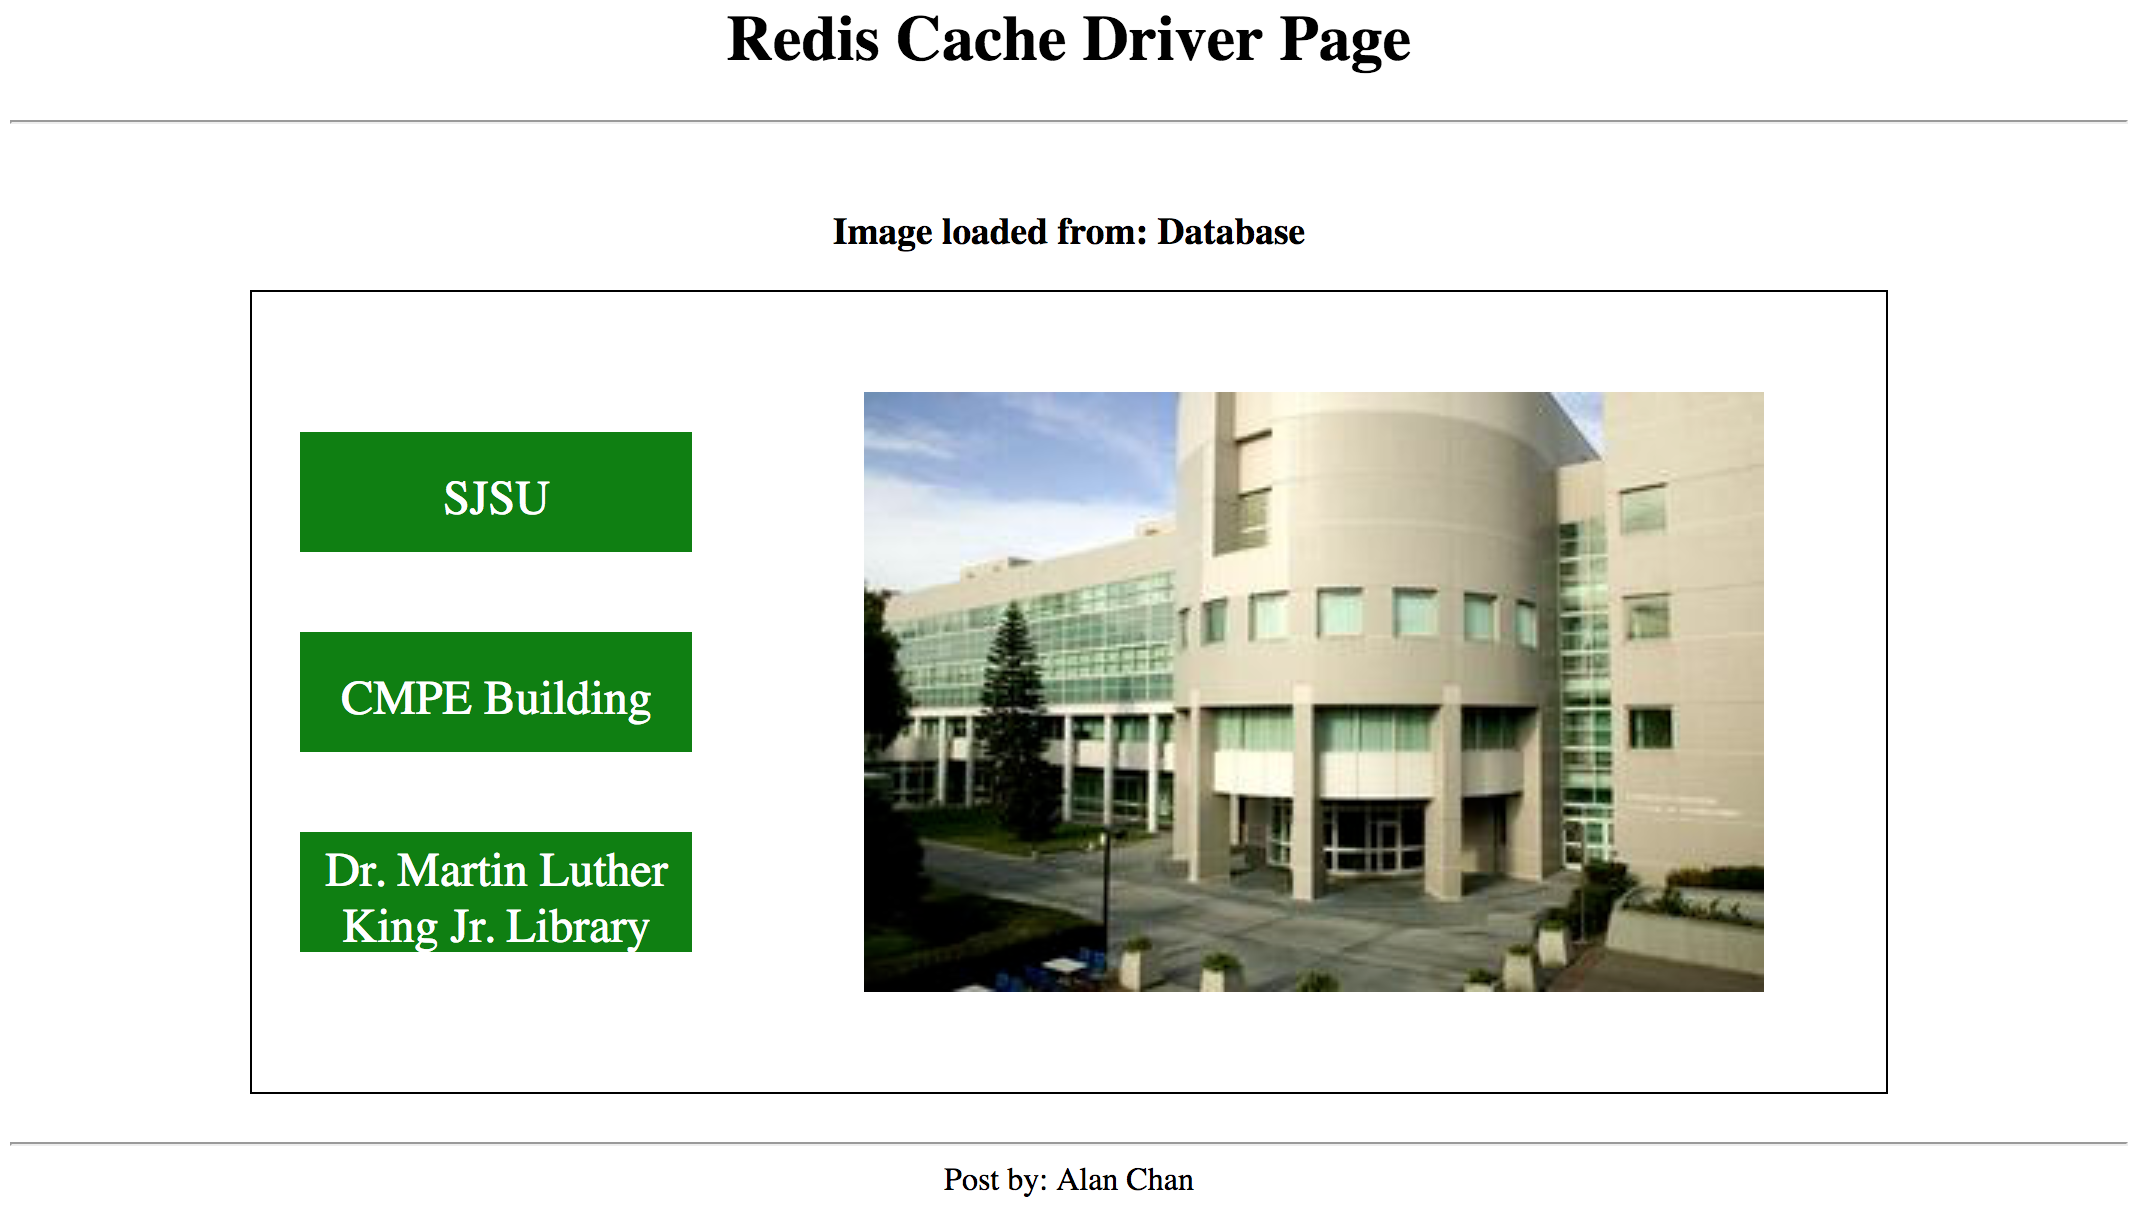 Redis Cache Driver Page
Image loaded from: Database
SJSU
CMPE Building
Dr. Martin Luther
King Jr. Library
Post by: Alan Chan